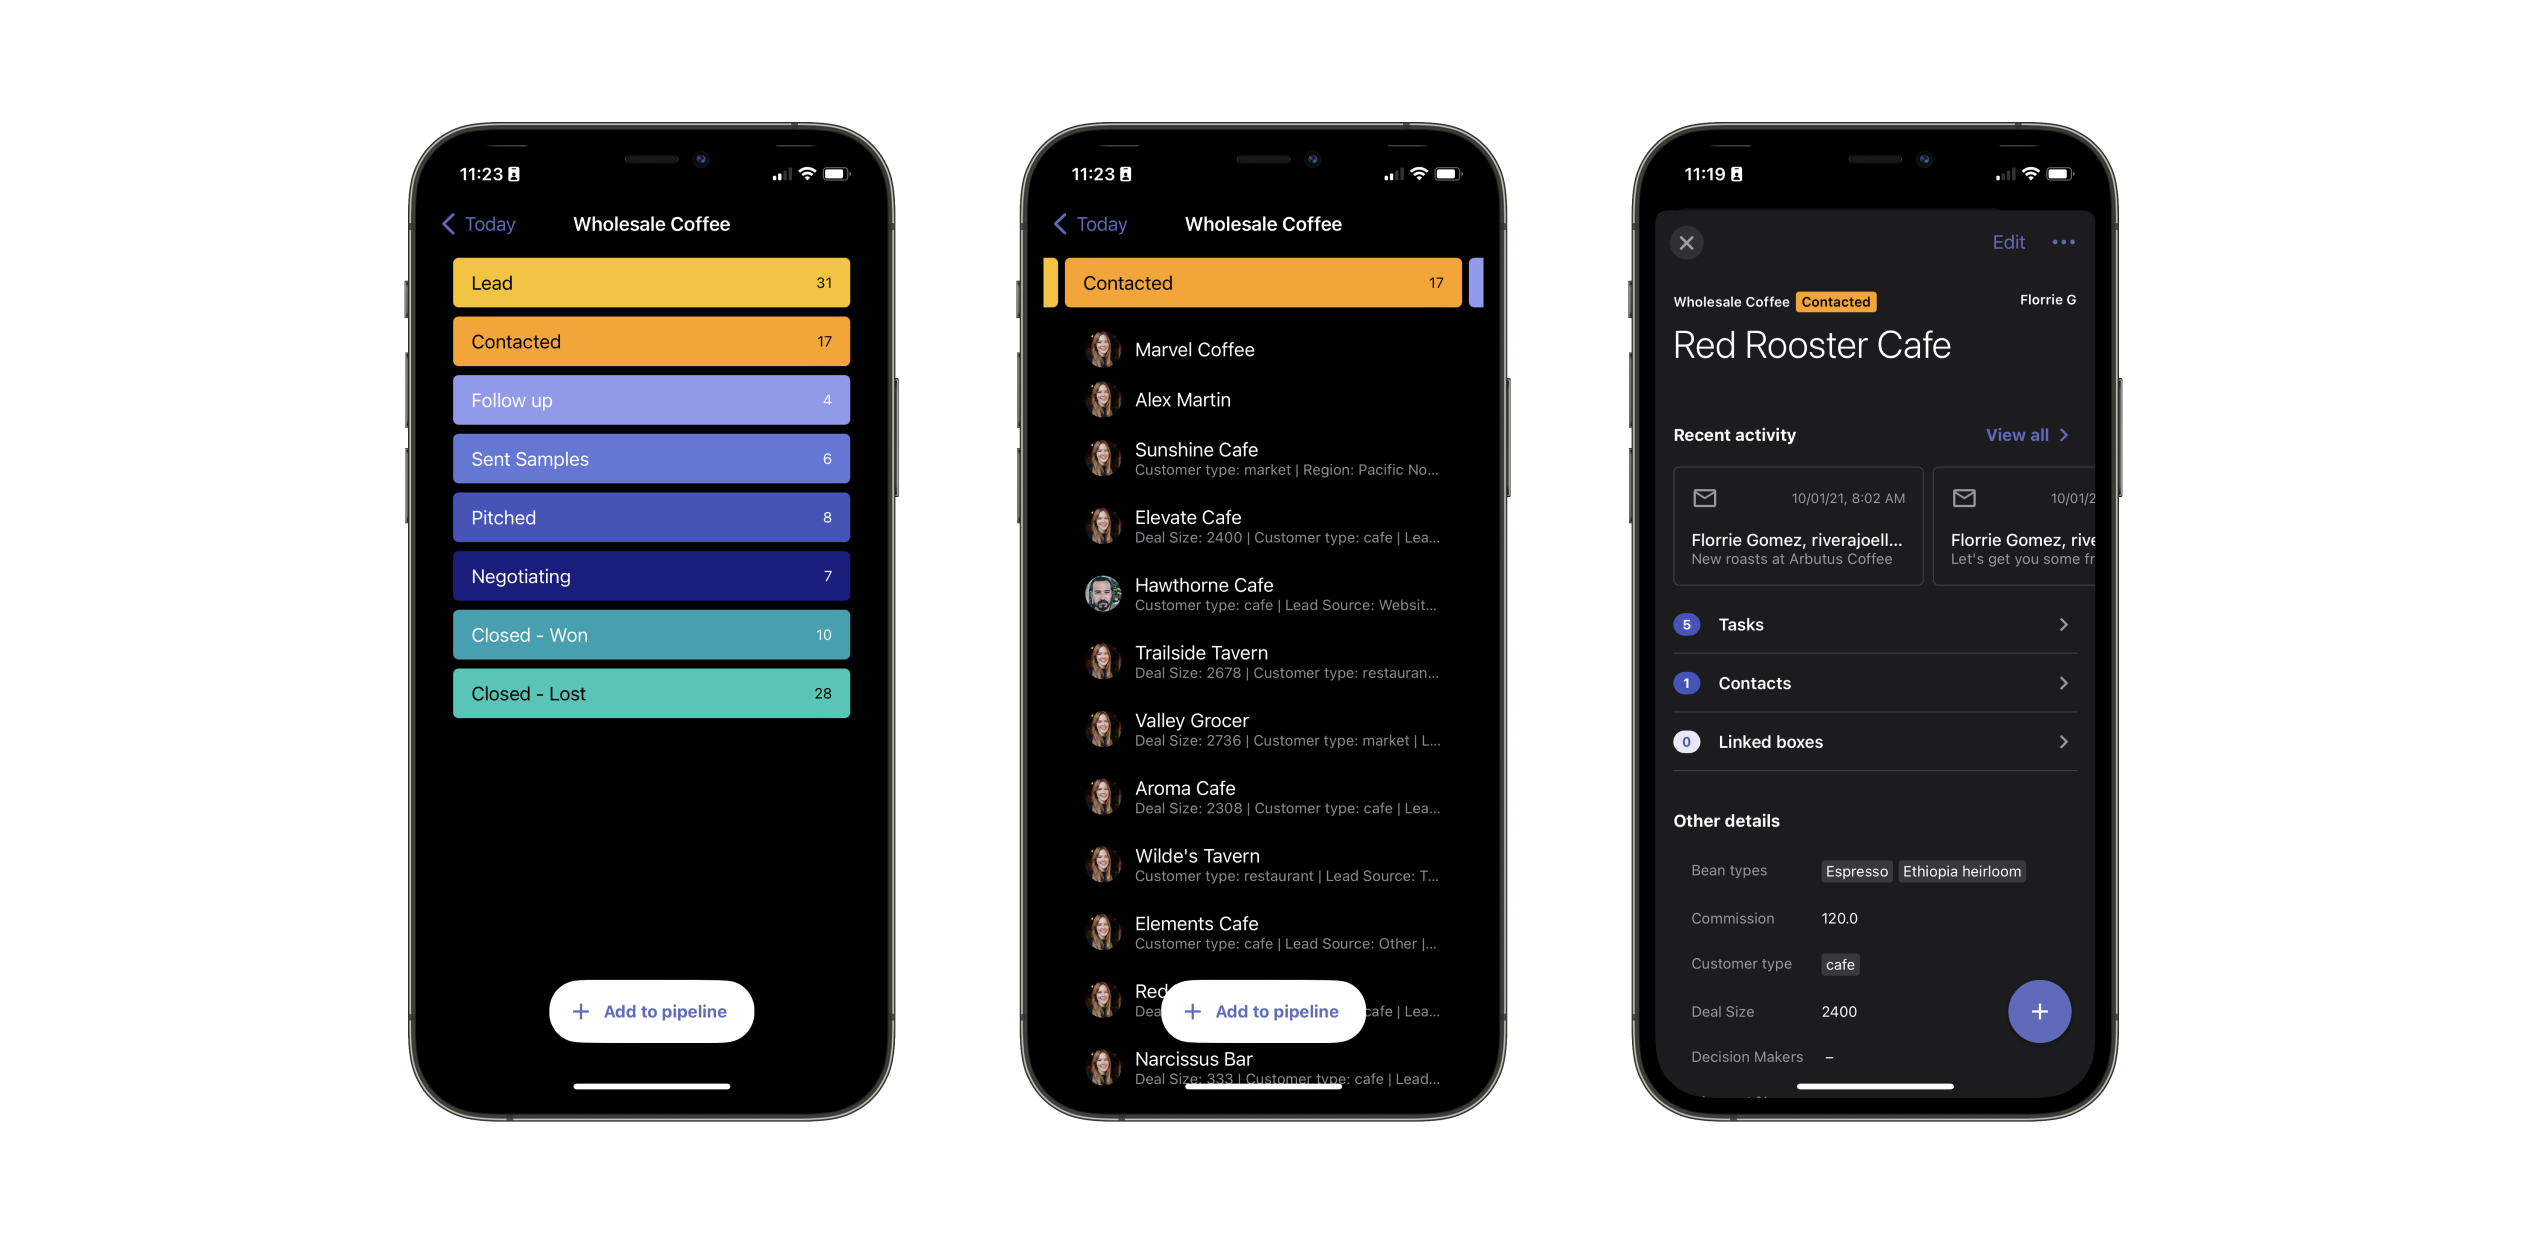 11:23
Today
Wholesale Coffee
Lead 31
Contacted 17
Follow up 4
Sent Samples 6
Pitched 8
Negotiating 7
Closed - Won 10
Closed - Lost 28
+ Add to pipeline
11:23
Today
Wholesale Coffee
Contacted 17
Marvel Coffee
Alex Martin
Sunshine Cafe
Customer type: market | Region: Pacific No...
Elevate Cafe
Deal Size: 2400 | Customer type: cafe | Lea...
Hawthorne Cafe
Customer type: cafe | Lead Source: Websit...
Trailside Tavern
Deal Size: 2678 | Customer type: restauran...
Valley Grocer
Deal Size: 2736 | Customer type: market | L...
Aroma Cafe
Deal Size: 2308 | Customer type: cafe | Lea...
Wilde's Tavern
Customer type: restaurant | Lead Source: T...
Elements Cafe
Customer type: cafe | Lead Source: Other |...
Red
Dea cafe | Lea...
+ Add to pipeline
Narcissus Bar
Deal Size: 333 | Customer type: cafe | Lead...
11:19
Edit
Wholesale Coffee Contacted Florrie G
Red Rooster Cafe
Recent activity View all
10/01/21, 8:02 AM
Florrie Gomez, riverajoell...
New roasts at Arbutus Coffee
10/01/2
Florrie Gomez, rive
Let's get you some fr
5 Tasks
1 Contacts
0 Linked boxes
Other details
Bean types Espresso Ethiopia heirloom
Commission 120.0
Customer type cafe
Deal Size 2400
Decision Makers –
+